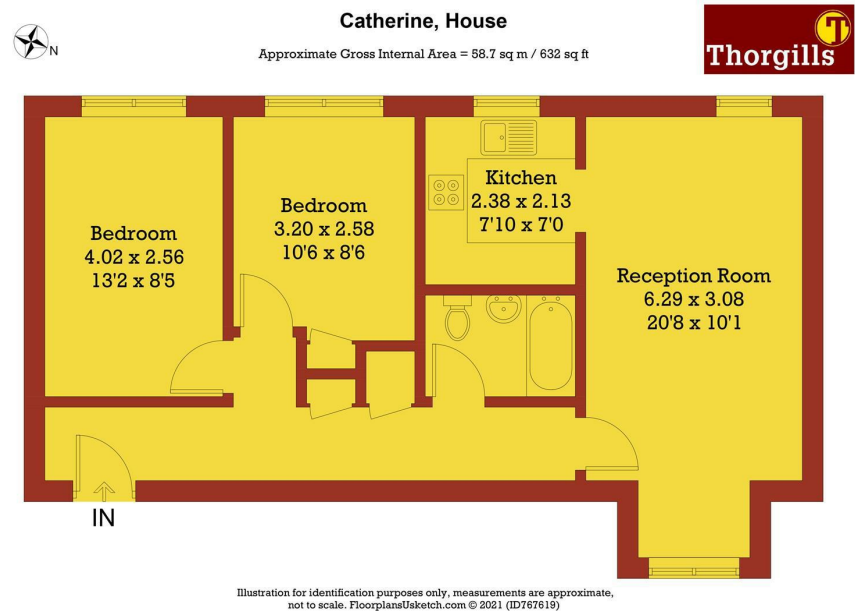 Catherine, House
Approximate Gross Internal Area = 58.7 sq m / 632 sq ft
T
Thorgills
N
Bedroom
4.02 x 2.56
13'2 x 8'5
Bedroom
3.20 x 2.58
10'6 x 8'6
Kitchen
2.38 x 2.13
7'10 x 7'0
Reception Room
6.29 x 3.08
20'8 x 10'1
IN
Illustration for identification purposes only, measurements are approximate,
not to scale. FloorplansUsketch.com © 2021 (ID767619)